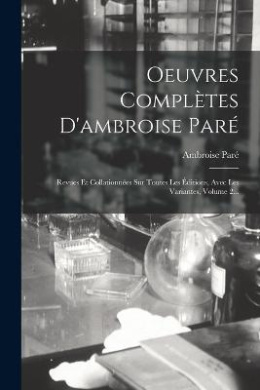 Oeuvres
Complètes
D'ambroise Paré
Ambroise Paré
Revues Et Collationnées Sur Toutes Les Éditions, Avec Les
Variantes, Volume 2...